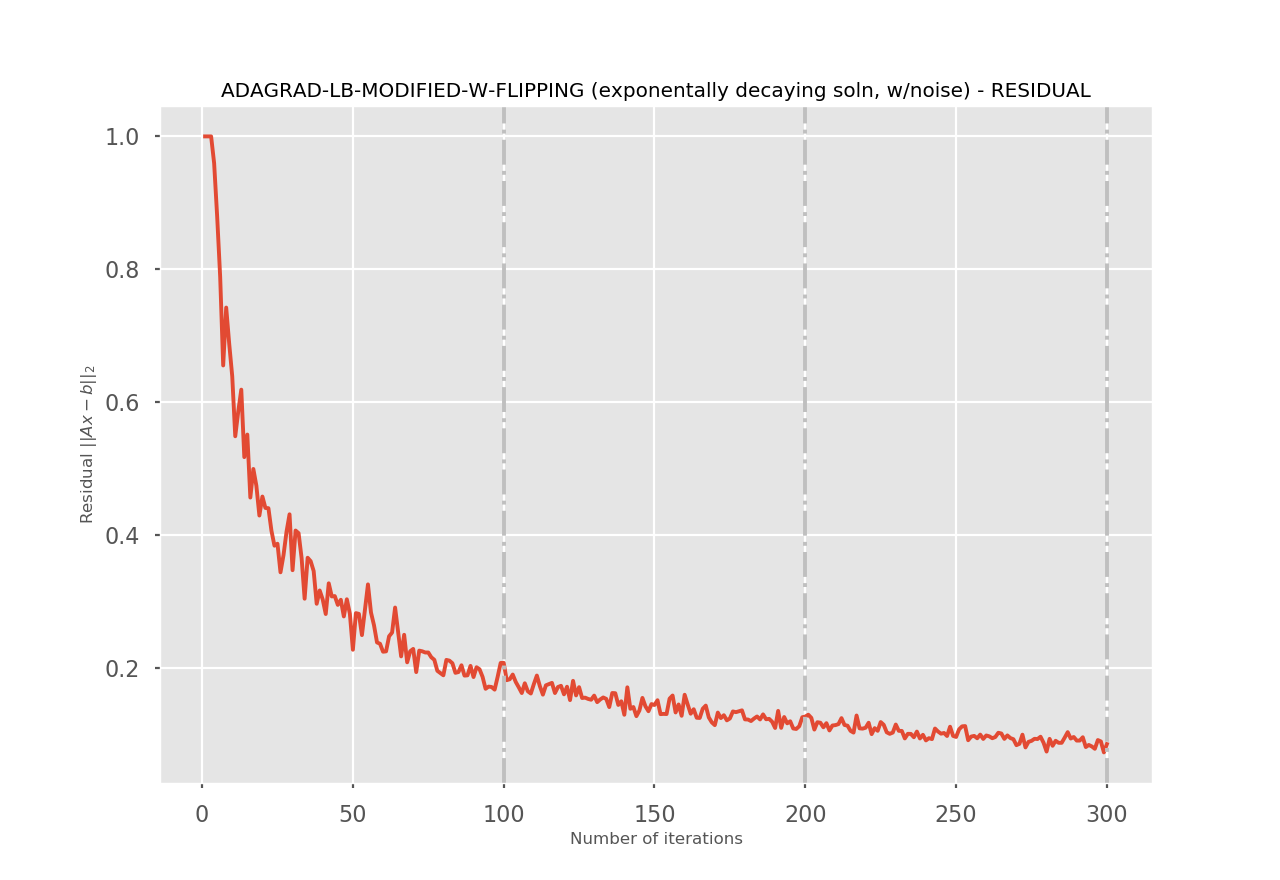 ADAGRAD-LB-MODIFIED-W-FLIPPING (exponentially decaying soln, w/noise) - RESIDUAL
Residual ||Ax − b||₂
1.0
0.8
0.6
0.4
0.2
0 50 100 150 200 250 300
Number of iterations